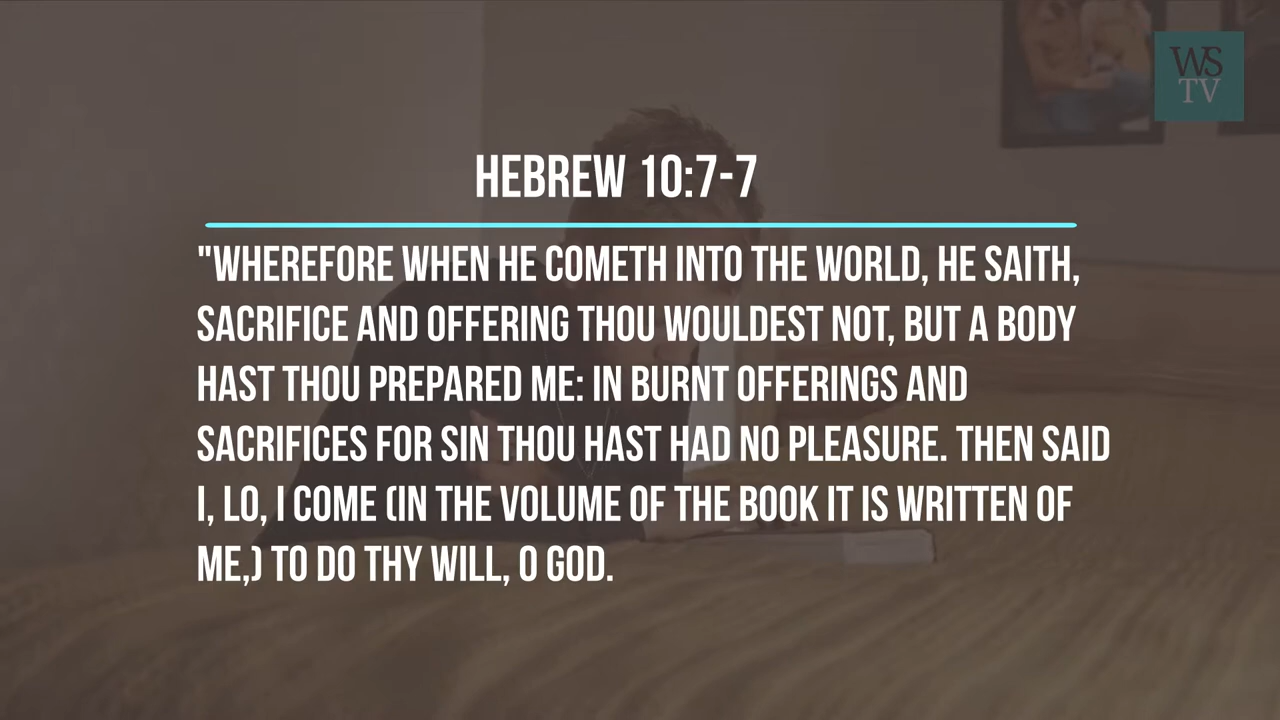 WS
TV
HEBREW 10:7-7
"WHEREFORE WHEN HE COMETH INTO THE WORLD, HE SAITH,
SACRIFICE AND OFFERING THOU WOULDEST NOT, BUT A BODY
HAST THOU PREPARED ME: IN BURNT OFFERINGS AND
SACRIFICES FOR SIN THOU HAST HAD NO PLEASURE. THEN SAID
I, LO, I COME (IN THE VOLUME OF THE BOOK IT IS WRITTEN OF
ME,) TO DO THY WILL, O GOD.